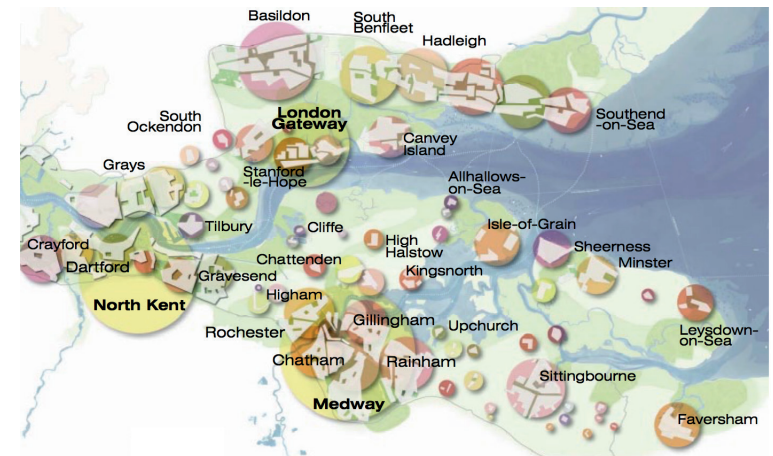 Basildon
South
Benfleet
Hadleigh
South
Ockendon
London
Gateway
Southend
-on-Sea
Canvey
Island
Grays
Stanford
-le-Hope
Allhallows-
on-Sea
Tilbury
Cliffe
Isle-of-Grain
Crayford
High
Halstow
Sheerness
Dartford
Chattenden
Minster
Gravesend
Kingsnorth
North Kent
Higham
Rochester
Gillingham
Upchurch
Leysdown-
on-Sea
Chatham
Rainham
Sittingbourne
Medway
Faversham